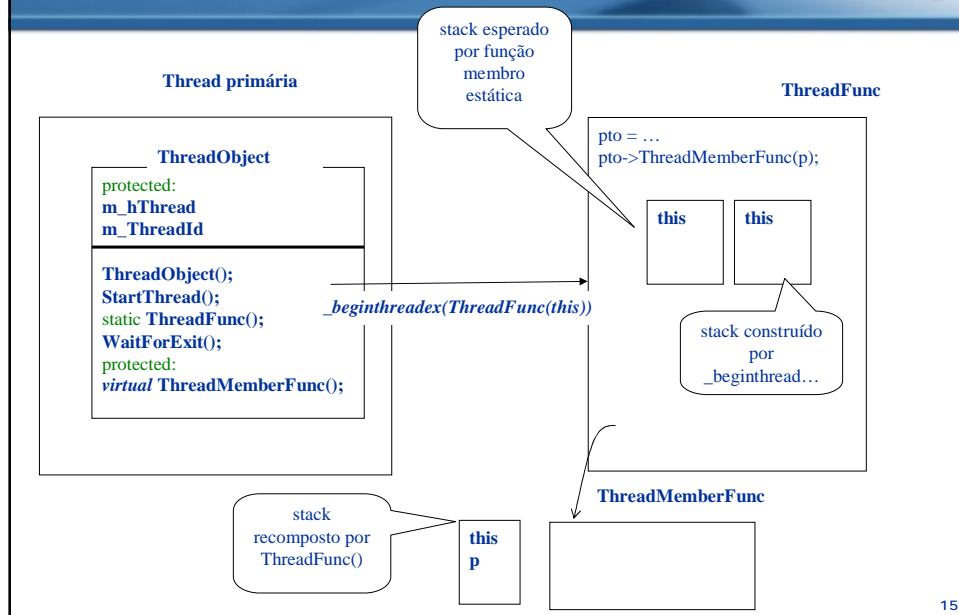 stack esperado
por função
membro
estática
Thread primária
ThreadFunc
ThreadObject
protected:
m_hThread
m_ThreadId
ThreadObject();
StartThread();
static ThreadFunc();
WaitForExit();
protected:
virtual ThreadMemberFunc();
_beginthreadex(ThreadFunc(this))
pto = …
pto->ThreadMemberFunc(p);
this
this
stack construído
por
_beginthread…
ThreadMemberFunc
stack
recomposto por
ThreadFunc()
this
p
15